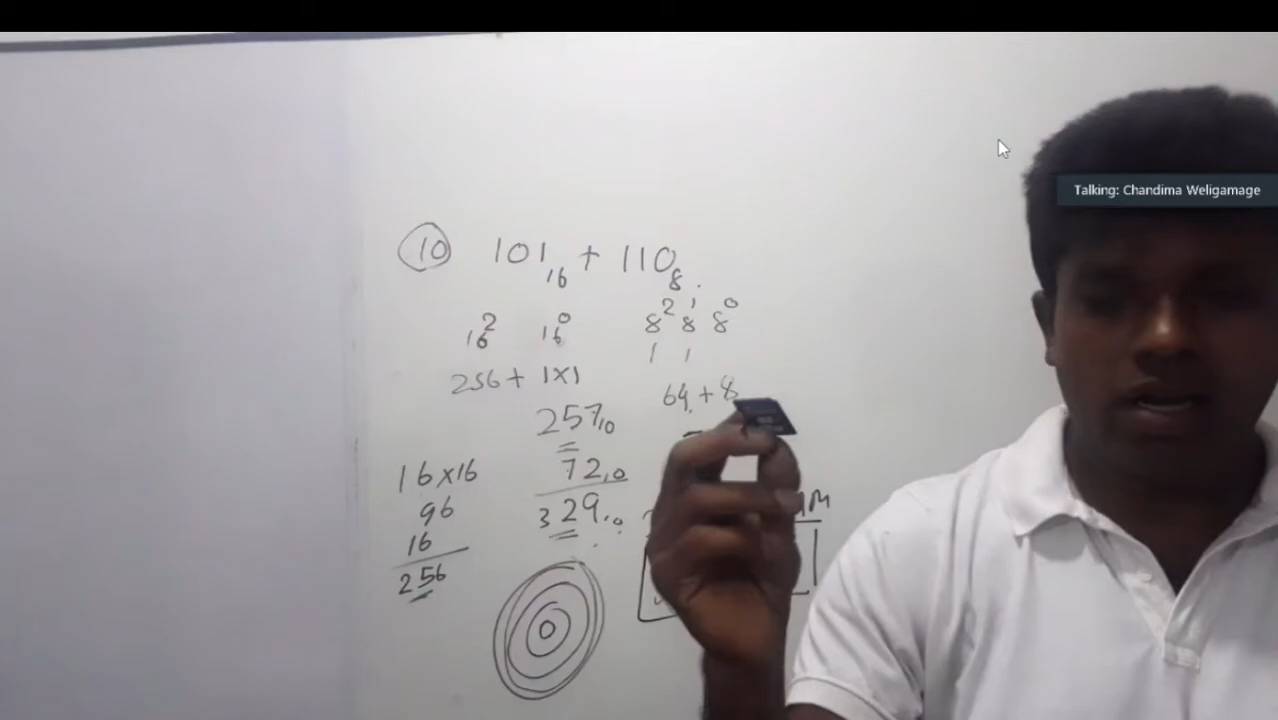 Talking: Chandima Weligamage
10 101₁₆ + 110₈
16² 16⁰ 8² 8¹ 8⁰
1 1
256 + 1×1 64 + 8
257₁₀
72₁₀
329₁₀
16×16
96
16
256